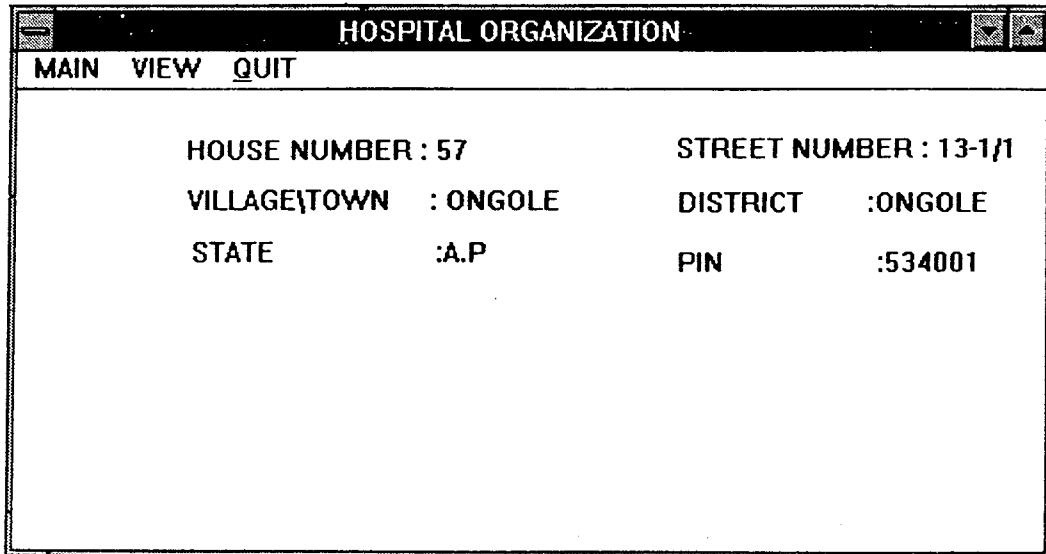 HOSPITAL ORGANIZATION
MAIN VIEW QUIT
HOUSE NUMBER : 57 STREET NUMBER : 13-1/1
VILLAGE\TOWN : ONGOLE DISTRICT :ONGOLE
STATE :A.P PIN :534001